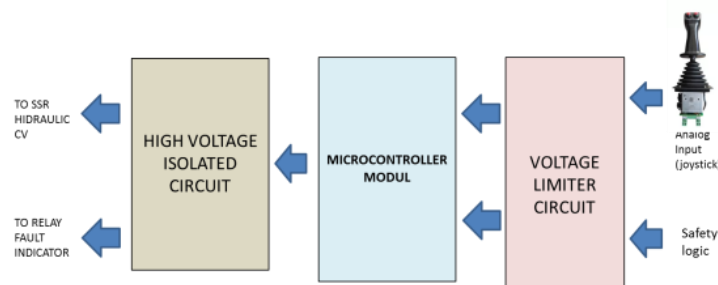 TO SSR
HIDRAULIC
CV
TO RELAY
FAULT
INDICATOR
HIGH VOLTAGE
ISOLATED
CIRCUIT
MICROCONTROLLER
MODUL
VOLTAGE
LIMITER
CIRCUIT
Analog
Input
(joystick)
Safety
logic